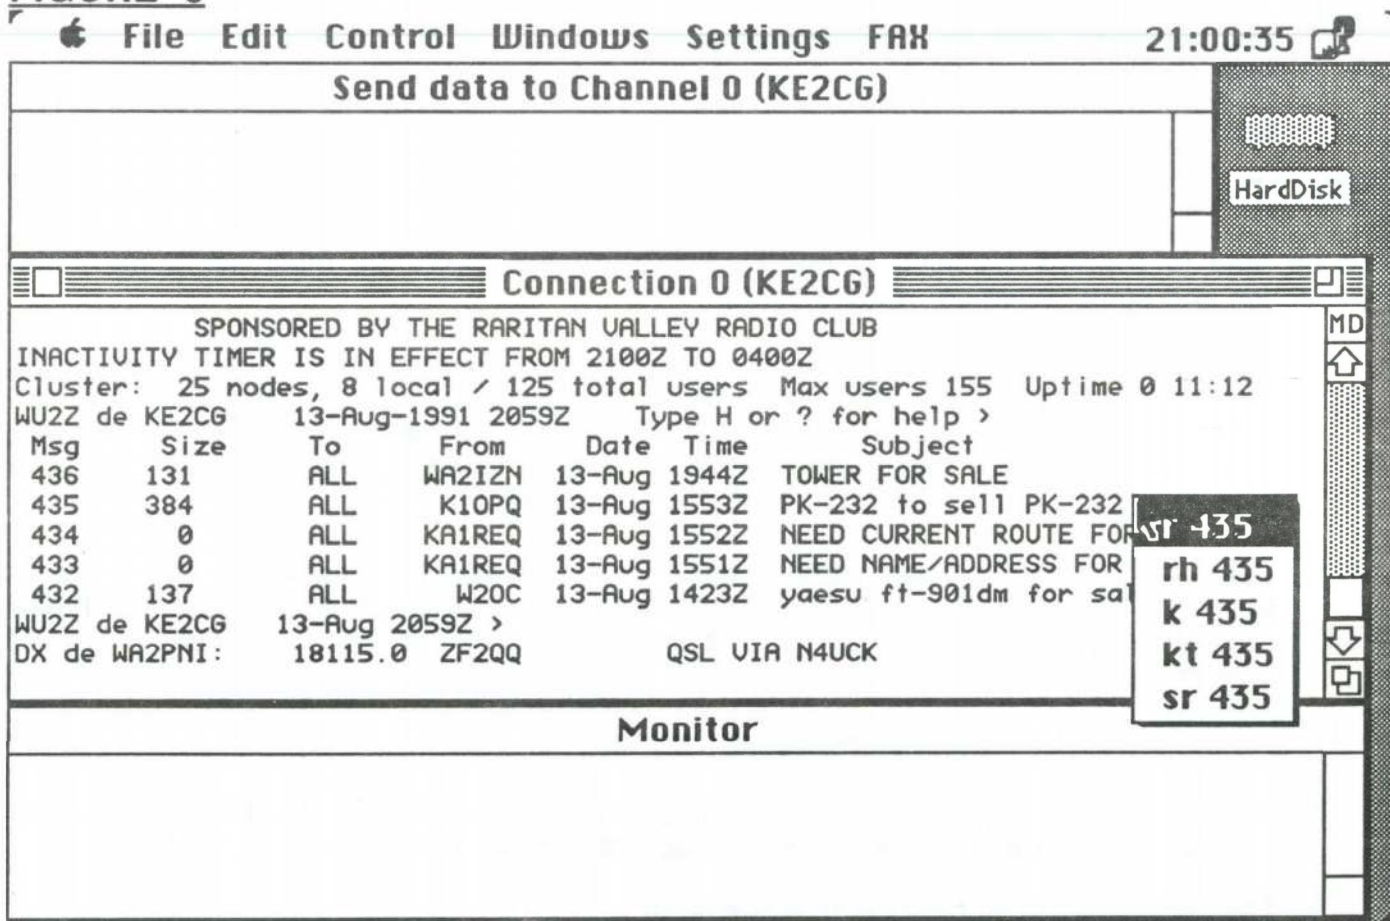 File Edit Control Windows Settings FAX 21:00:35
Send data to Channel 0 (KE2CG)
HardDisk
Connection 0 (KE2CG)
SPONSORED BY THE RARITAN VALLEY RADIO CLUB
MD
INACTIVITY TIMER IS IN EFFECT FROM 2100Z TO 0400Z
Cluster: 25 nodes, 8 local / 125 total users Max users 155 Uptime 0 11:12
WU2Z de KE2CG 13-Aug-1991 2059Z Type H or ? for help >
Msg Size To From Date Time Subject
436 131 ALL WA2IZN 13-Aug 1944Z TOWER FOR SALE
435 384 ALL K1OPQ 13-Aug 1553Z PK-232 to sell PK-232
434 0 ALL KA1REQ 13-Aug 1552Z NEED CURRENT ROUTE FOR
433 0 ALL KA1REQ 13-Aug 1551Z NEED NAME/ADDRESS FOR
432 137 ALL W2OC 13-Aug 1423Z yaesu ft-901dm for sal
WU2Z de KE2CG 13-Aug 2059Z >
DX de WA2PNI: 18115.0 ZF2QQ QSL VIA N4UCK
435
rh 435
k 435
kt 435
sr 435
Monitor